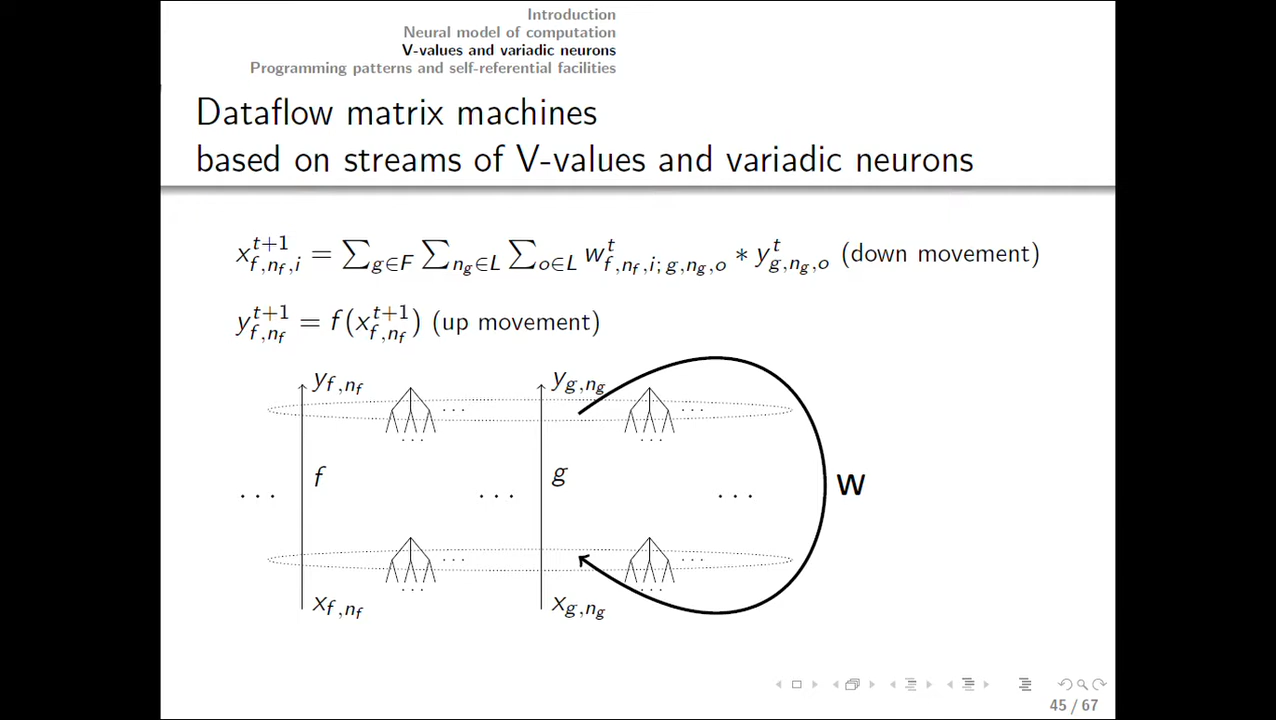 Introduction
Neural model of computation
V-values and variadic neurons
Programming patterns and self-referential facilities
Dataflow matrix machines
based on streams of V-values and variadic neurons
x^{t+1}_{f,n_f,i} = ∑_{g∈F} ∑_{n_g∈L} ∑_{o∈L} w^t_{f,n_f,i; g,n_g,o} * y^t_{g,n_g,o} (down movement)
y^{t+1}_{f,n_f} = f(x^{t+1}_{f,n_f}) (up movement)
y_{f,n_f} y_{g,n_g}
... ...
... ...
f g W
... ... ...
... ...
... ...
x_{f,n_f} x_{g,n_g}
45 / 67